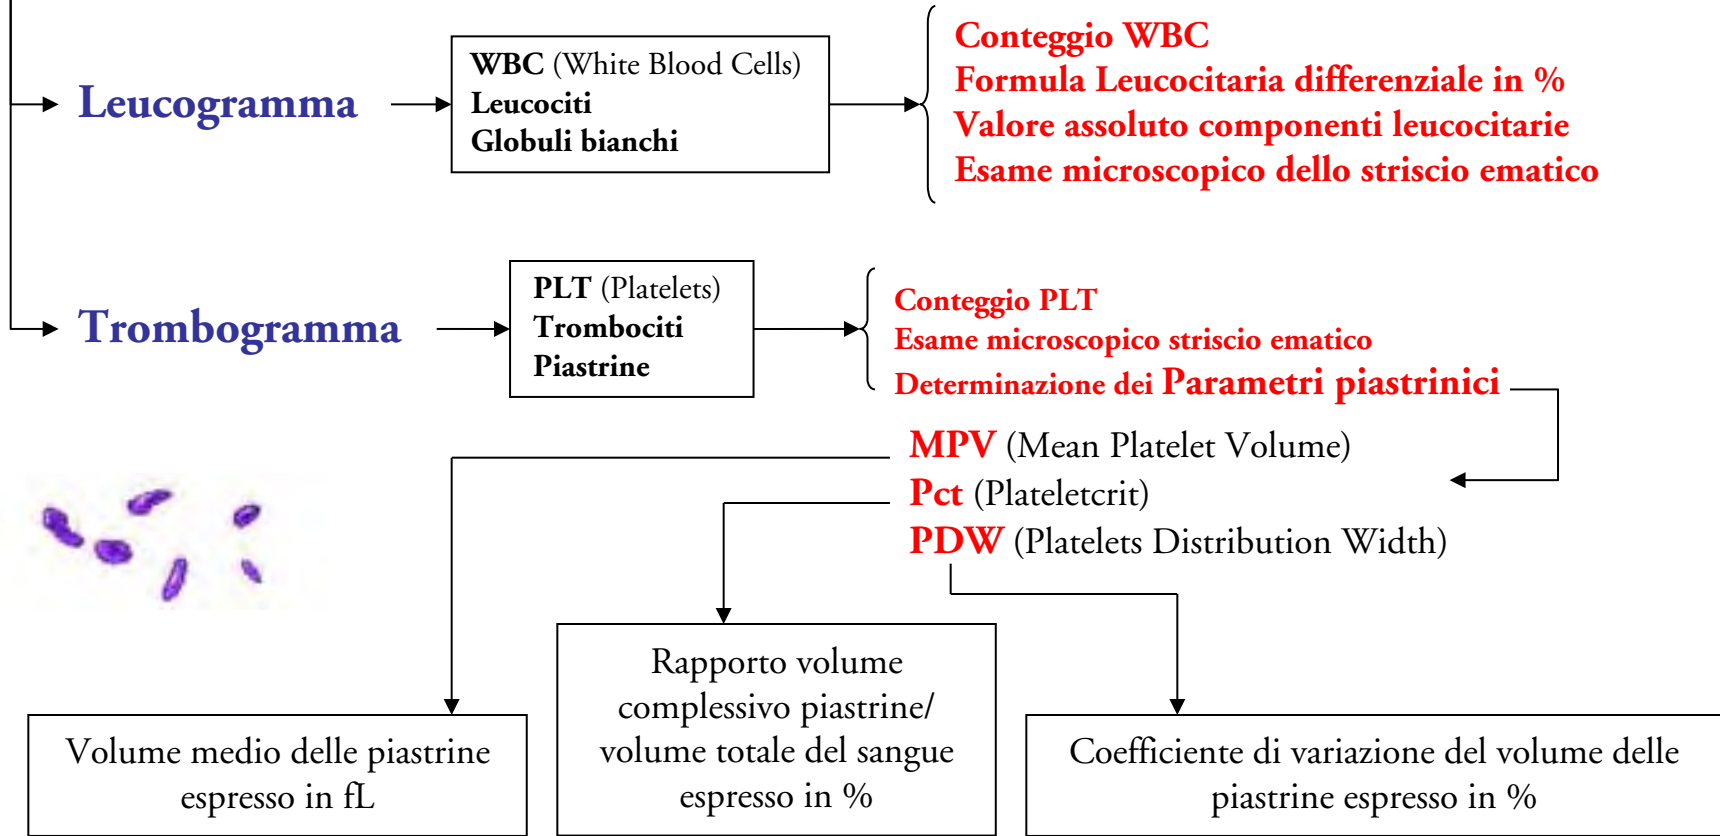 Leucogramma
WBC (White Blood Cells)
Leucociti
Globuli bianchi
Conteggio WBC
Formula Leucocitaria differenziale in %
Valore assoluto componenti leucocitarie
Esame microscopico dello striscio ematico
Trombogramma
PLT (Platelets)
Trombociti
Piastrine
Conteggio PLT
Esame microscopico striscio ematico
Determinazione dei Parametri piastrinici
MPV (Mean Platelet Volume)
Pct (Plateletcrit)
PDW (Platelets Distribution Width)
Volume medio delle piastrine
espresso in fL
Rapporto volume
complessivo piastrine/
volume totale del sangue
espresso in %
Coefficiente di variazione del volume delle
piastrine espresso in %